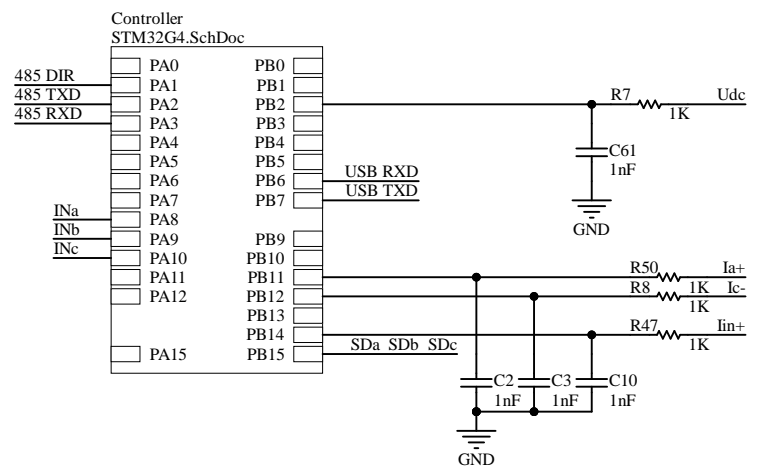 Controller
STM32G4.SchDoc
PA0 PB0
485 DIR PA1 PB1
485 TXD PA2 PB2 R7 1K Udc
485 RXD PA3 PB3
PA4 PB4
PA5 PB5
C61
1nF
PA6 PB6 USB RXD
PA7 PB7 USB TXD
INa PA8
GND
INb PA9 PB9
INc PA10 PB10
PA11 PB11 R50 1K Ia+
PA12 PB12 R8 1K Ic-
PB13
PB14 R47 1K Iin+
PA15 PB15 SDa SDb SDc
C2 C3 C10
1nF 1nF 1nF
GND